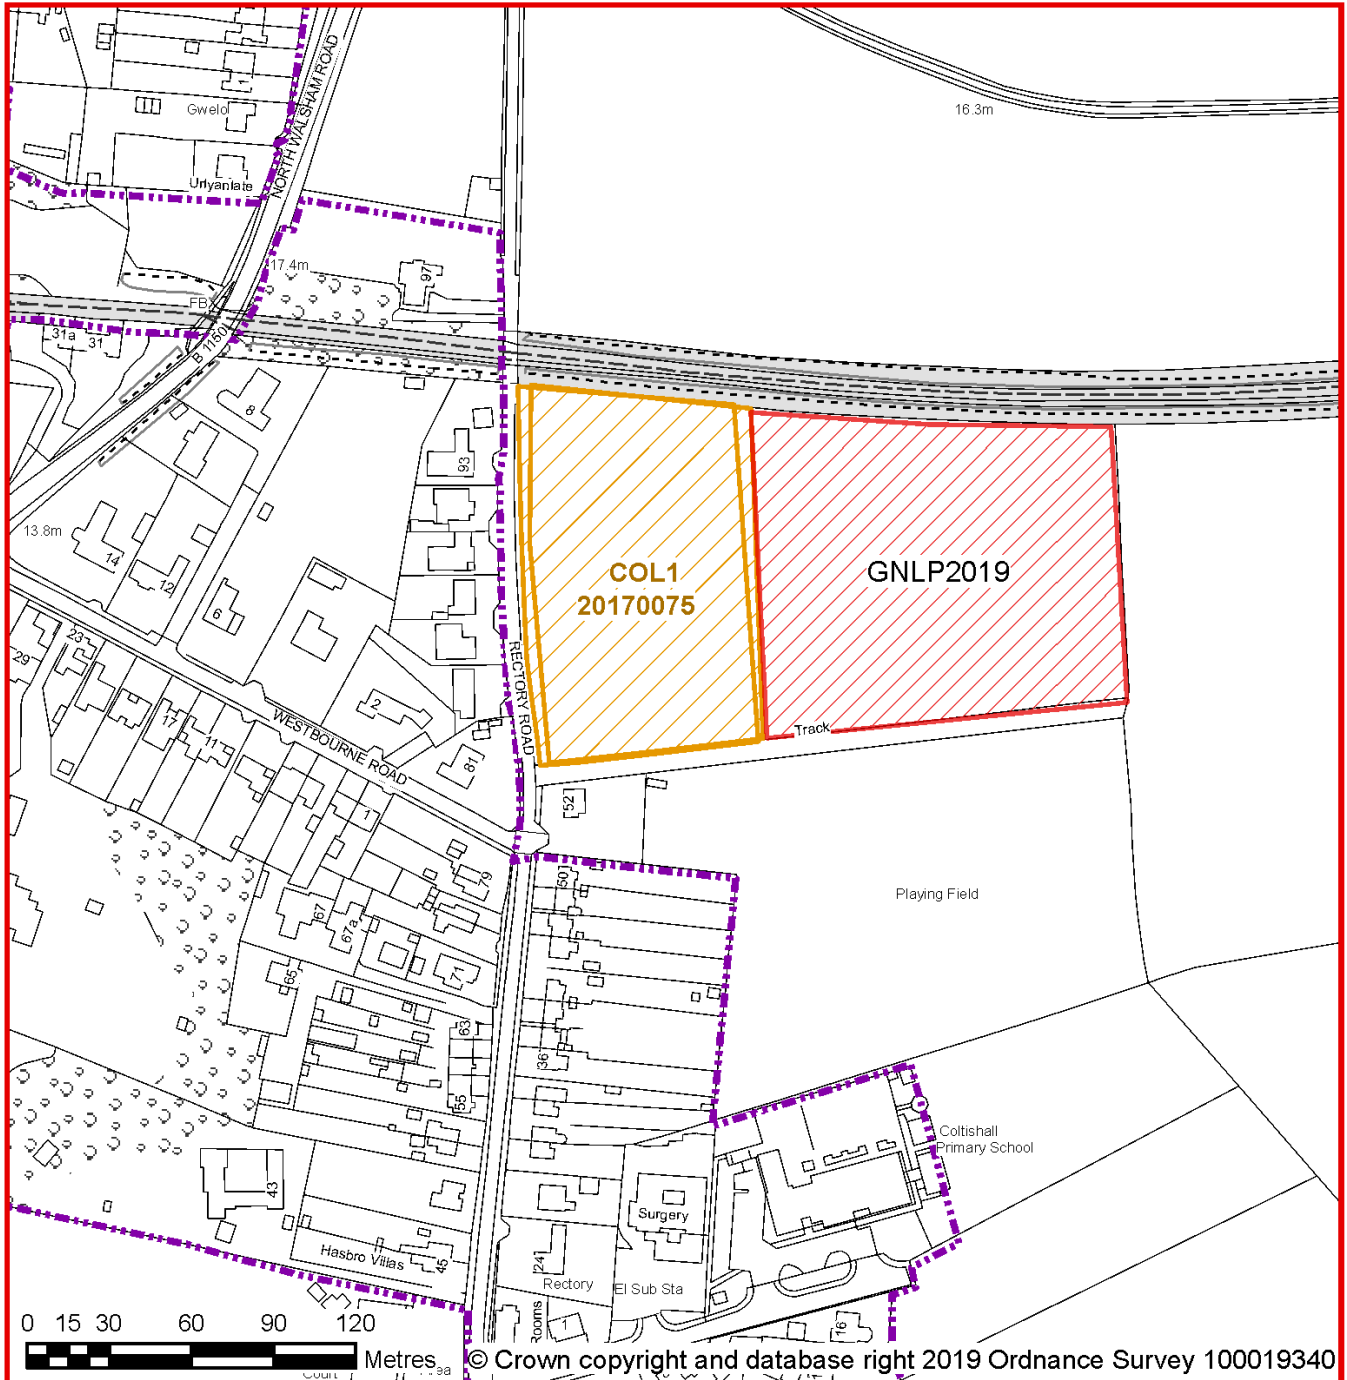 NORTH WALSHAM ROAD
1
Gwelo
16.3m
Unyanlate
17.4m
97
FB
31a
31
B 1150
8
93
13.8m
14
12
6
COL1
20170075
GNLP2019
23
29
RECTORY ROAD
2
17
11
WESTBOURNE ROAD
Track
81
52
1
79
50
Playing Field
67
67a
71
65
63
36
55
Coltishall
Primary School
43
Surgery
Hasbro Villas
45
24
Rectory
El Sub Sta
Rooms
1
16
0 15 30 60 90 120
Metres
Court
© Crown copyright and database right 2019 Ordnance Survey 100019340